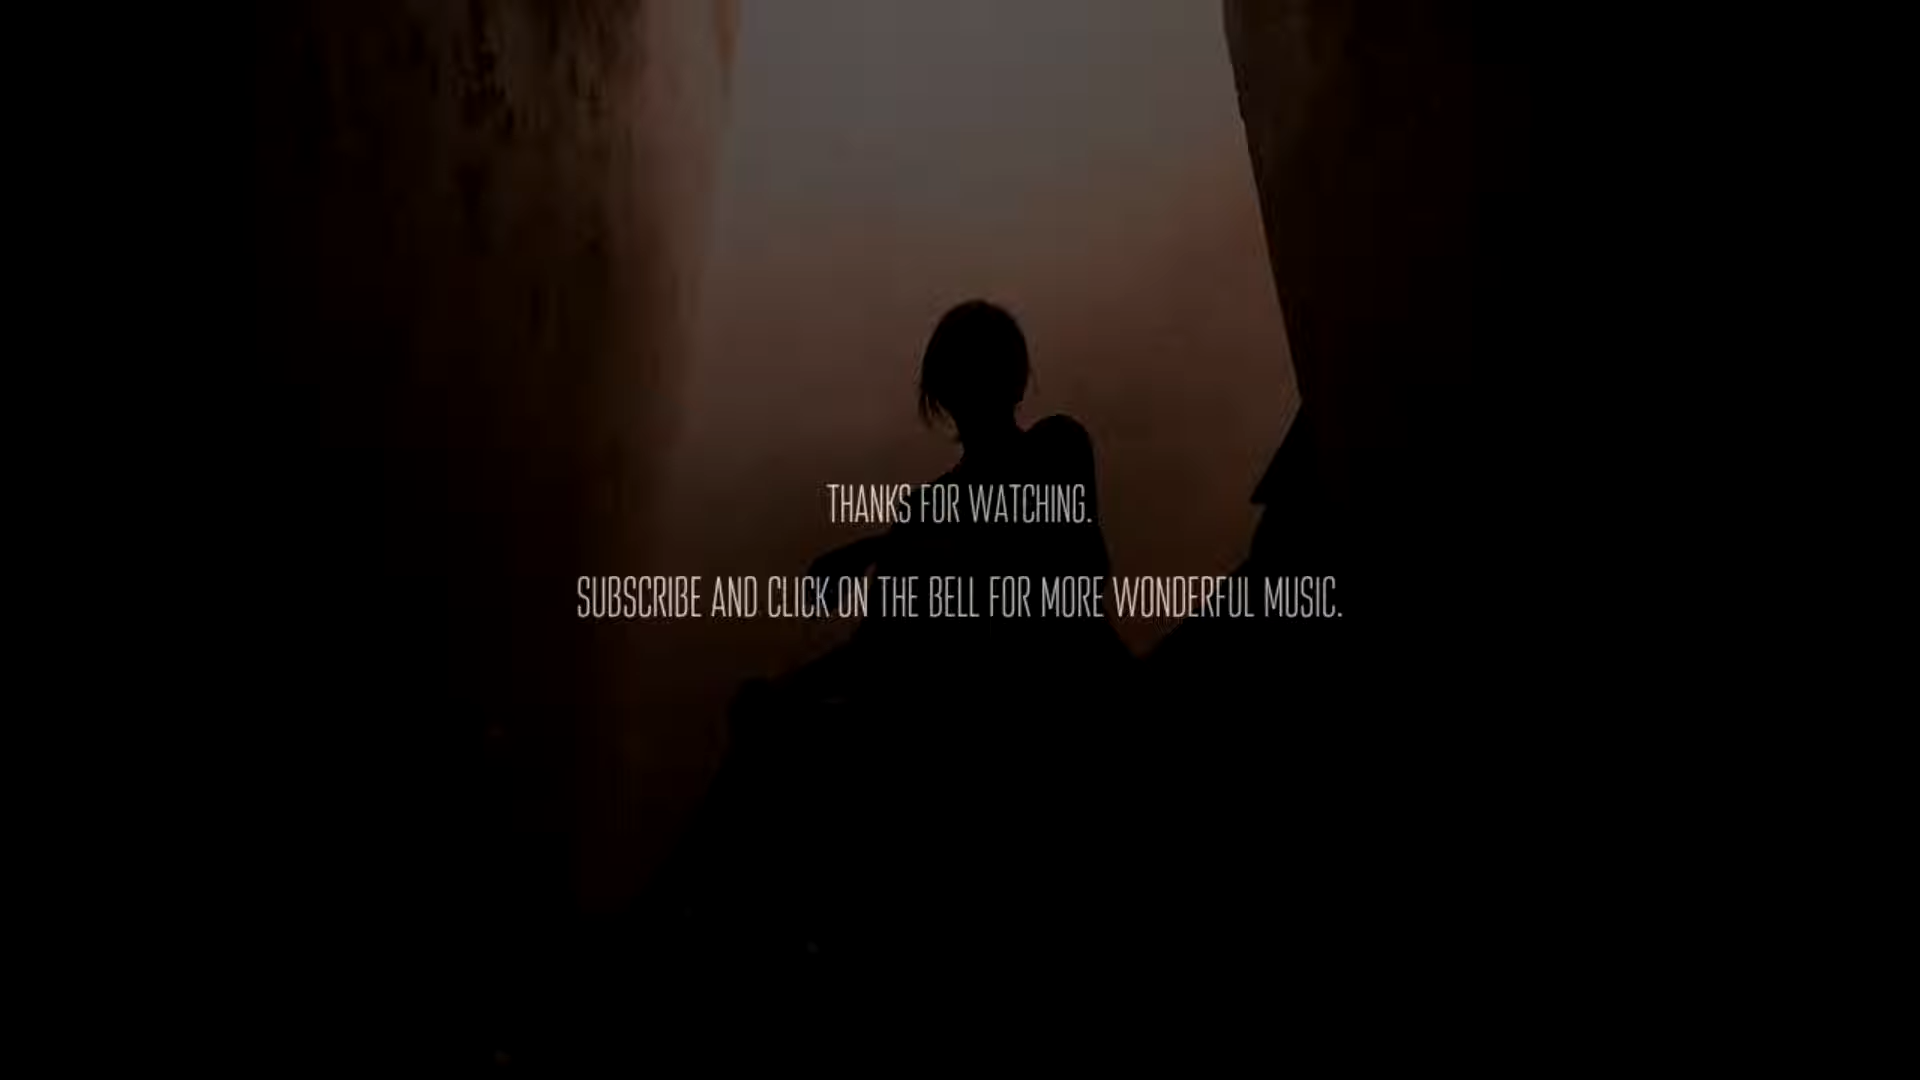 THANKS FOR WATCHING.
SUBSCRIBE AND CLICK ON THE BELL FOR MORE WONDERFUL MUSIC.